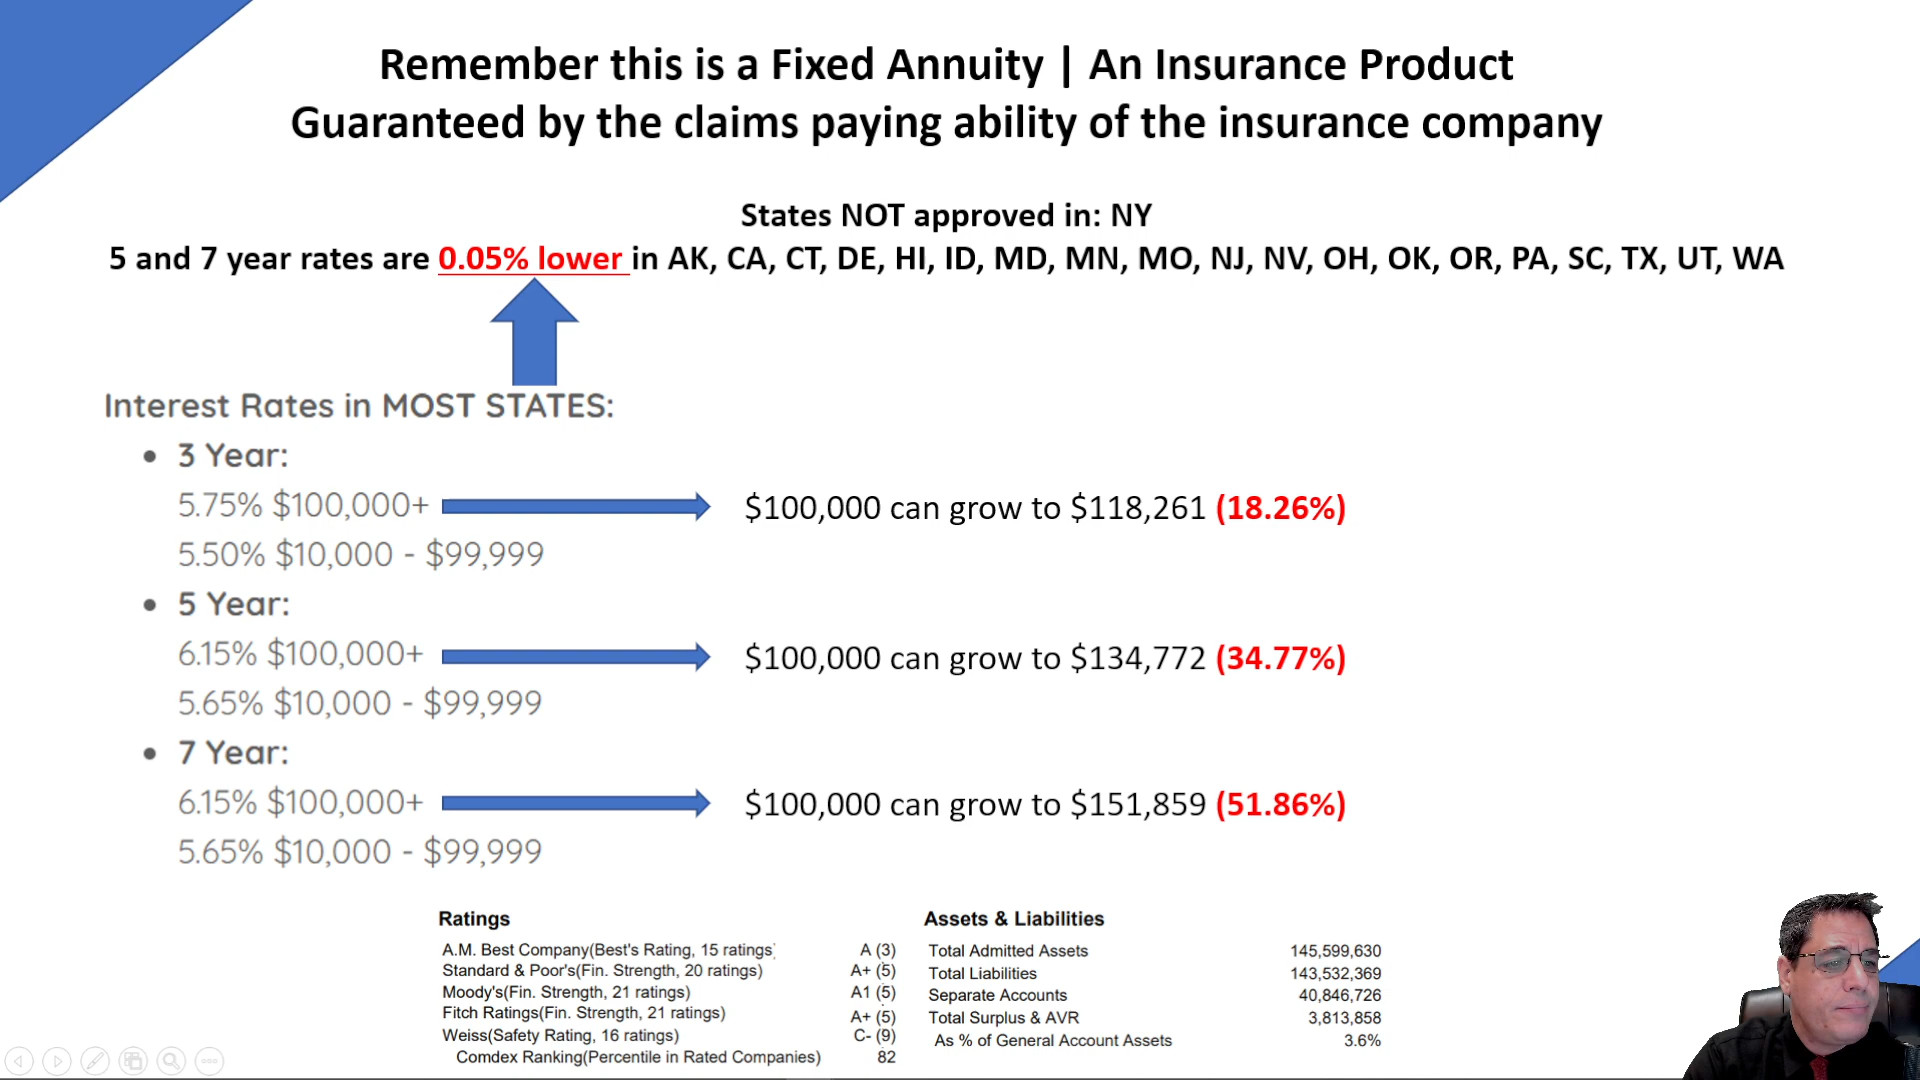 Remember this is a Fixed Annuity | An Insurance Product
Guaranteed by the claims paying ability of the insurance company
States NOT approved in: NY
5 and 7 year rates are 0.05% lower in AK, CA, CT, DE, HI, ID, MD, MN, MO, NJ, NV, OH, OK, OR, PA, SC, TX, UT, WA
Interest Rates in MOST STATES:
• 3 Year:
5.75% $100,000+ $100,000 can grow to $118,261 (18.26%)
5.50% $10,000 - $99,999
• 5 Year:
6.15% $100,000+ $100,000 can grow to $134,772 (34.77%)
5.65% $10,000 - $99,999
• 7 Year:
6.15% $100,000+ $100,000 can grow to $151,859 (51.86%)
5.65% $10,000 - $99,999
Ratings
A.M. Best Company(Best's Rating, 15 ratings) A (3)
Standard & Poor's(Fin. Strength, 20 ratings) A+ (5)
Moody's(Fin. Strength, 21 ratings) A1 (5)
Fitch Ratings(Fin. Strength, 21 ratings) A+ (5)
Weiss(Safety Rating, 16 ratings) C- (9)
Comdex Ranking(Percentile in Rated Companies) 82
Assets & Liabilities
Total Admitted Assets 145,599,630
Total Liabilities 143,532,369
Separate Accounts 40,846,726
Total Surplus & AVR 3,813,858
As % of General Account Assets 3.6%